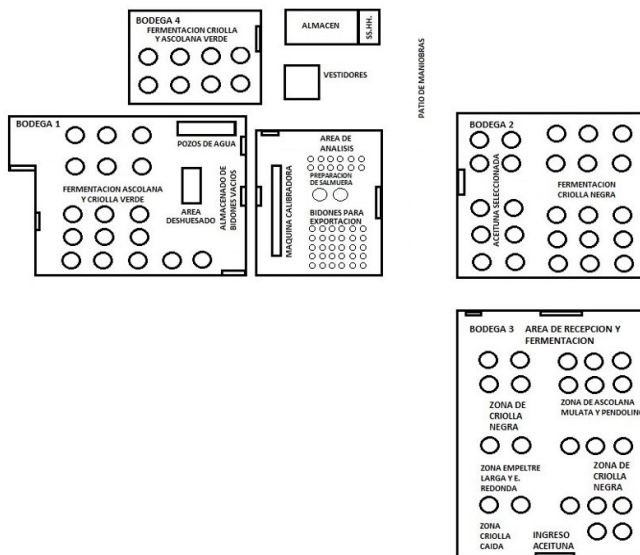 BODEGA 4
FERMENTACION CRIOLLA
Y ASCOLANA VERDE
ALMACEN
SS.HH.
VESTIDORES
PATIO DE MANIOBRAS
BODEGA 1
POZOS DE AGUA
FERMENTACION ASCOLANA
Y CRIOLLA VERDE
AREA
DESHUESADO
ALMACENADO DE
BIDONES VACIOS
AREA DE
ANALISIS
PREPARACION
DE SALMUERA
MAQUINA CALIBRADORA
BIDONES PARA
EXPORTACION
BODEGA 2
ACEITUINA SELECCIONADA
FERMENTACION
CRIOLLA NEGRA
BODEGA 3
AREA DE RECEPCION Y
FERMENTACION
ZONA DE
CRIOLLA
NEGRA
ZONA DE ASCOLANA
MULATA Y PENDOLINO
ZONA EMPELTRE
LARGA Y E.
REDONDA
ZONA DE
CRIOLLA
NEGRA
ZONA
CRIOLLA
CAIDA
INGRESO
ACEITUNA